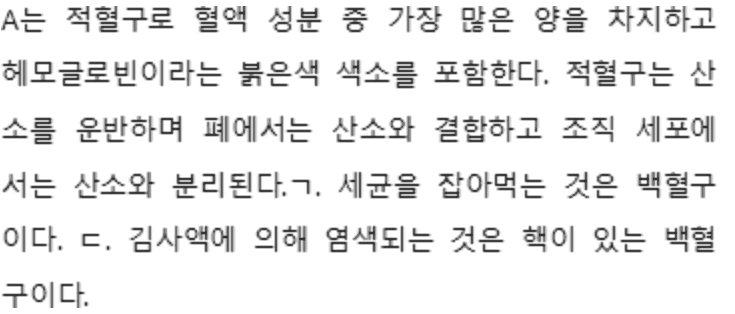 A는 적혈구로 혈액 성분 중 가장 많은 양을 차지하고
헤모글로빈이라는 붉은색 색소를 포함한다. 적혈구는 산
소를 운반하며 폐에서는 산소와 결합하고 조직 세포에
서는 산소와 분리된다.ㄱ. 세균을 잡아먹는 것은 백혈구
이다. ㄷ. 김사액에 의해 염색되는 것은 핵이 있는 백혈
구이다.